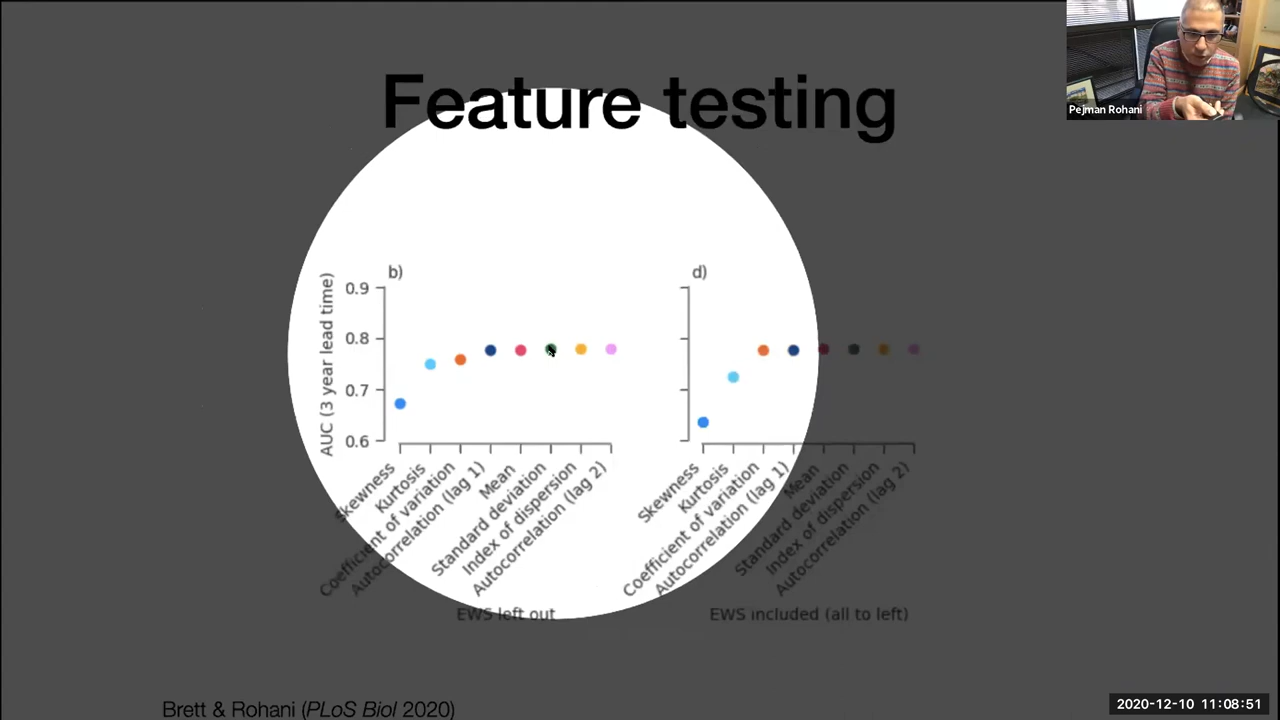 Feature testing
Pejman Rohani
b)
d)
AUC (3 year lead time)
0.9
0.8
0.7
0.6
Skewness
Kurtosis
Coefficient of variation
Autocorrelation (lag 1)
Mean
Standard deviation
Index of dispersion
Autocorrelation (lag 2)
Skewness
Kurtosis
Coefficient of variation
Autocorrelation (lag 1)
Mean
Standard deviation
Index of dispersion
Autocorrelation (lag 2)
EWS left out
EWS included (all to left)
Brett & Rohani (PLoS Biol 2020)
2020-12-10 11:08:51